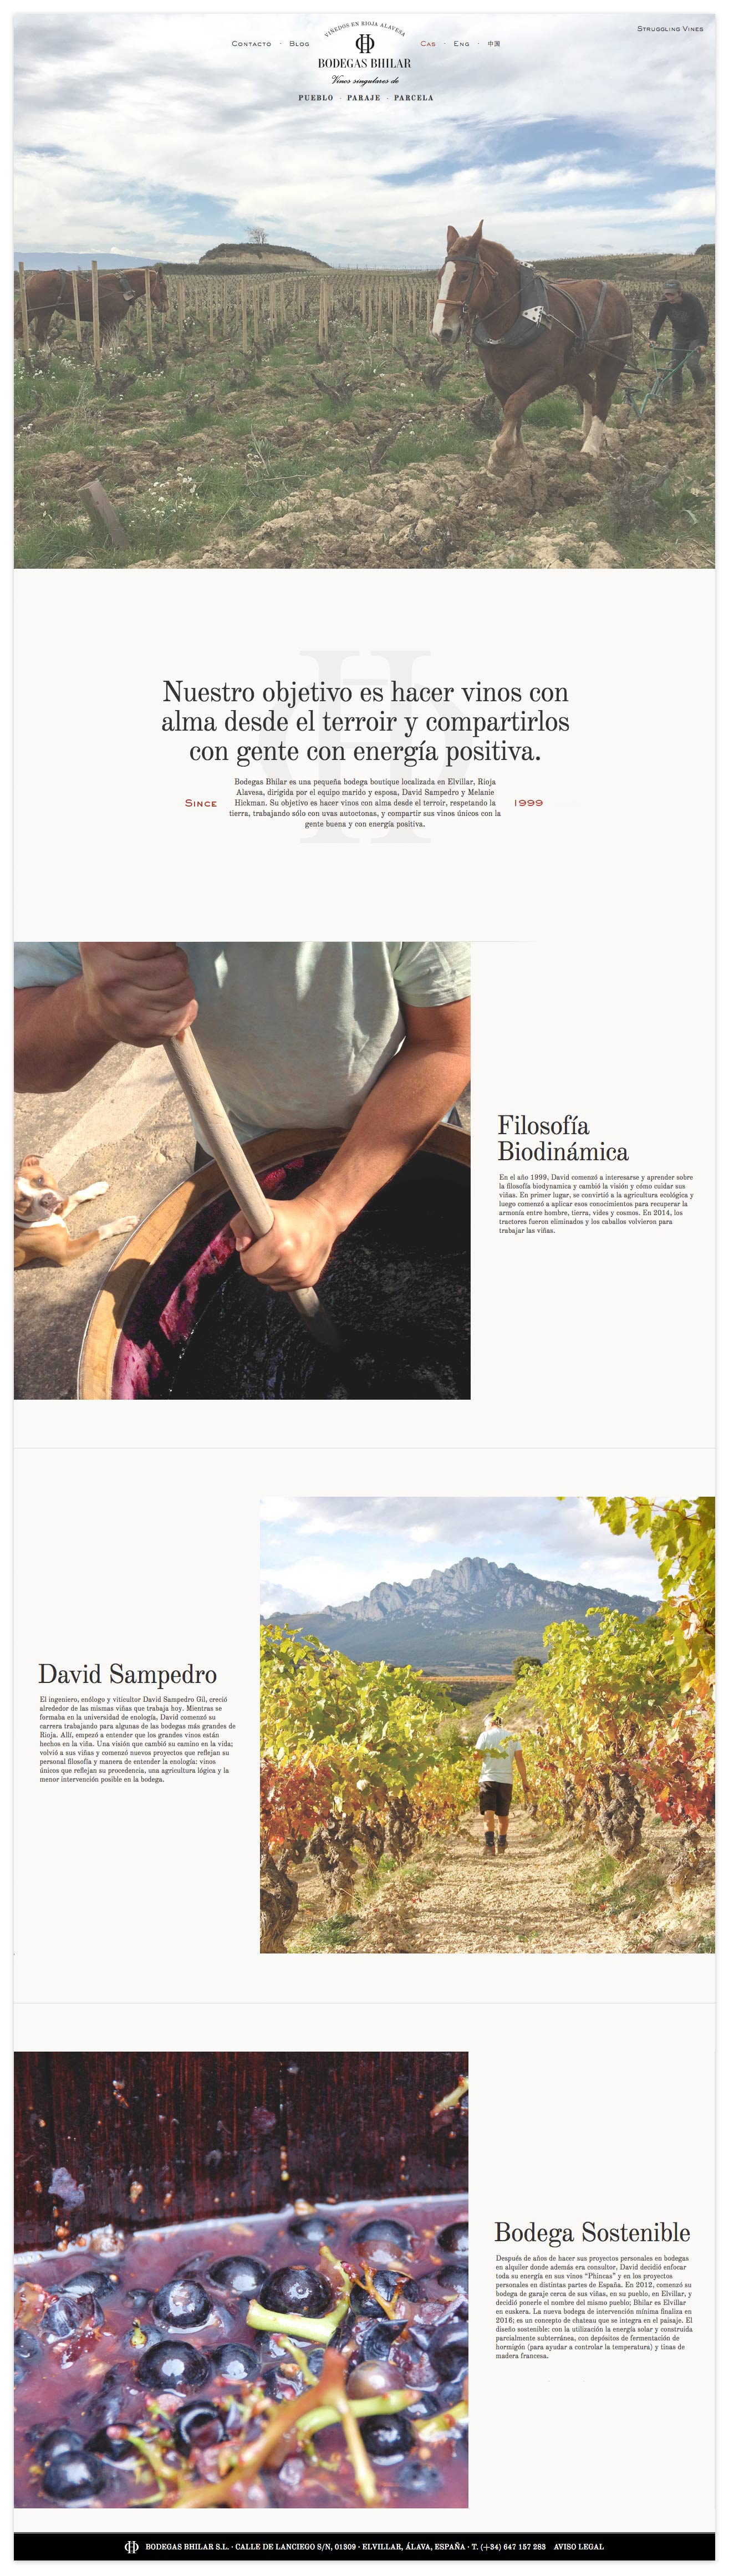 Struggling Vines
VIÑEDOS EN RIOJA ALAVESA
Contacto · Blog
Cas · Eng · 中国
BODEGAS BHILAR
Vinos singulares de
PUEBLO · PARAJE · PARCELA
Nuestro objetivo es hacer vinos con
alma desde el terroir y compartirlos
con gente con energía positiva.
Bodegas Bhilar es una pequeña bodega boutique localizada en Elvillar, Rioja
Alavesa, dirigida por el equipo marido y esposa, David Sampedro y Melanie
Since
Hickman. Su objetivo es hacer vinos con alma desde el terroir, respetando la
1999
tierra, trabajando sólo con uvas autoctonas, y compartir sus vinos únicos con la
gente buena y con energía positiva.
Filosofía
Biodinámica
En el año 1999, David comenzó a interesarse y aprender sobre
la filosofía biodynamica y cambió la visión y cómo cuidar sus
viñas. En primer lugar, se convirtió a la agricultura ecológica y
luego comenzó a aplicar esos conocimientos para recuperar la
armonía entre hombre, tierra, vides y cosmos. En 2014, los
tractores fueron eliminados y los caballos volvieron para
trabajar las viñas.
David Sampedro
El ingeniero, enólogo y viticultor David Sampedro Gil, creció
alrededor de las mismas viñas que trabaja hoy. Mientras se
formaba en la universidad de enología, David comenzó su
carrera trabajando para algunas de las bodegas más grandes de
Rioja. Allí, empezó a entender que los grandes vinos están
hechos en la viña. Una visión que cambió su camino en la vida;
volvió a sus viñas y comenzó nuevos proyectos que reflejan su
personal filosofía y manera de entender la enología: vinos
únicos que reflejan su procedencia, una agricultura lógica y la
menor intervención posible en la bodega.
Bodega Sostenible
Después de años de hacer sus proyectos personales en bodegas
en alquiler donde además era consultor, David decidió enfocar
toda su energía en sus vinos “Phincas” y en los proyectos
personales en distintas partes de España. En 2012, comenzó su
bodega de garaje cerca de sus viñas, en su pueblo, en Elvillar, y
decidió ponerle el nombre del mismo pueblo; Bhilar es Elvillar
en euskera. La nueva bodega de intervención mínima finaliza en
2016; es un concepto de chateau que se integra en el paisaje. El
diseño sostenible: con la utilización la energía solar y construida
parcialmente subterránea, con depósitos de fermentación de
hormigón (para ayudar a controlar la temperatura) y tinas de
madera francesa.
BODEGAS BHILAR S.L. · CALLE DE LANCIEGO S/N, 01309 · ELVILLAR, ÁLAVA, ESPAÑA · T. (+34) 647 157 283 AVISO LEGAL